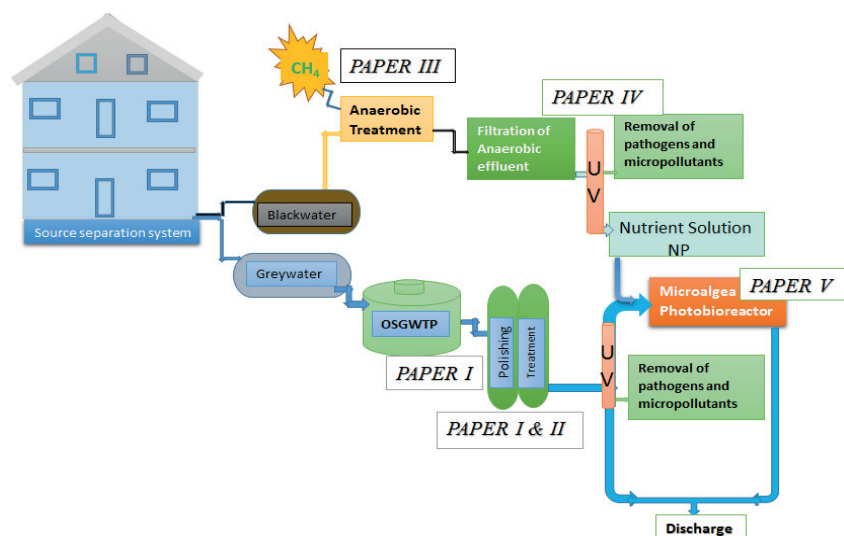 CH4
PAPER III
Anaerobic
Treatment
PAPER IV
Filtration of
Anaerobic
effluent
U
V
Removal of
pathogens and
micropollutants
Blackwater
Source separation system
Nutrient Solution
NP
Greywater
OSGWTP
PAPER I
Polishing
Treatment
PAPER I & II
Microalgea
Photobioreactor
PAPER V
U
V
Removal of
pathogens and
micropollutants
Discharge